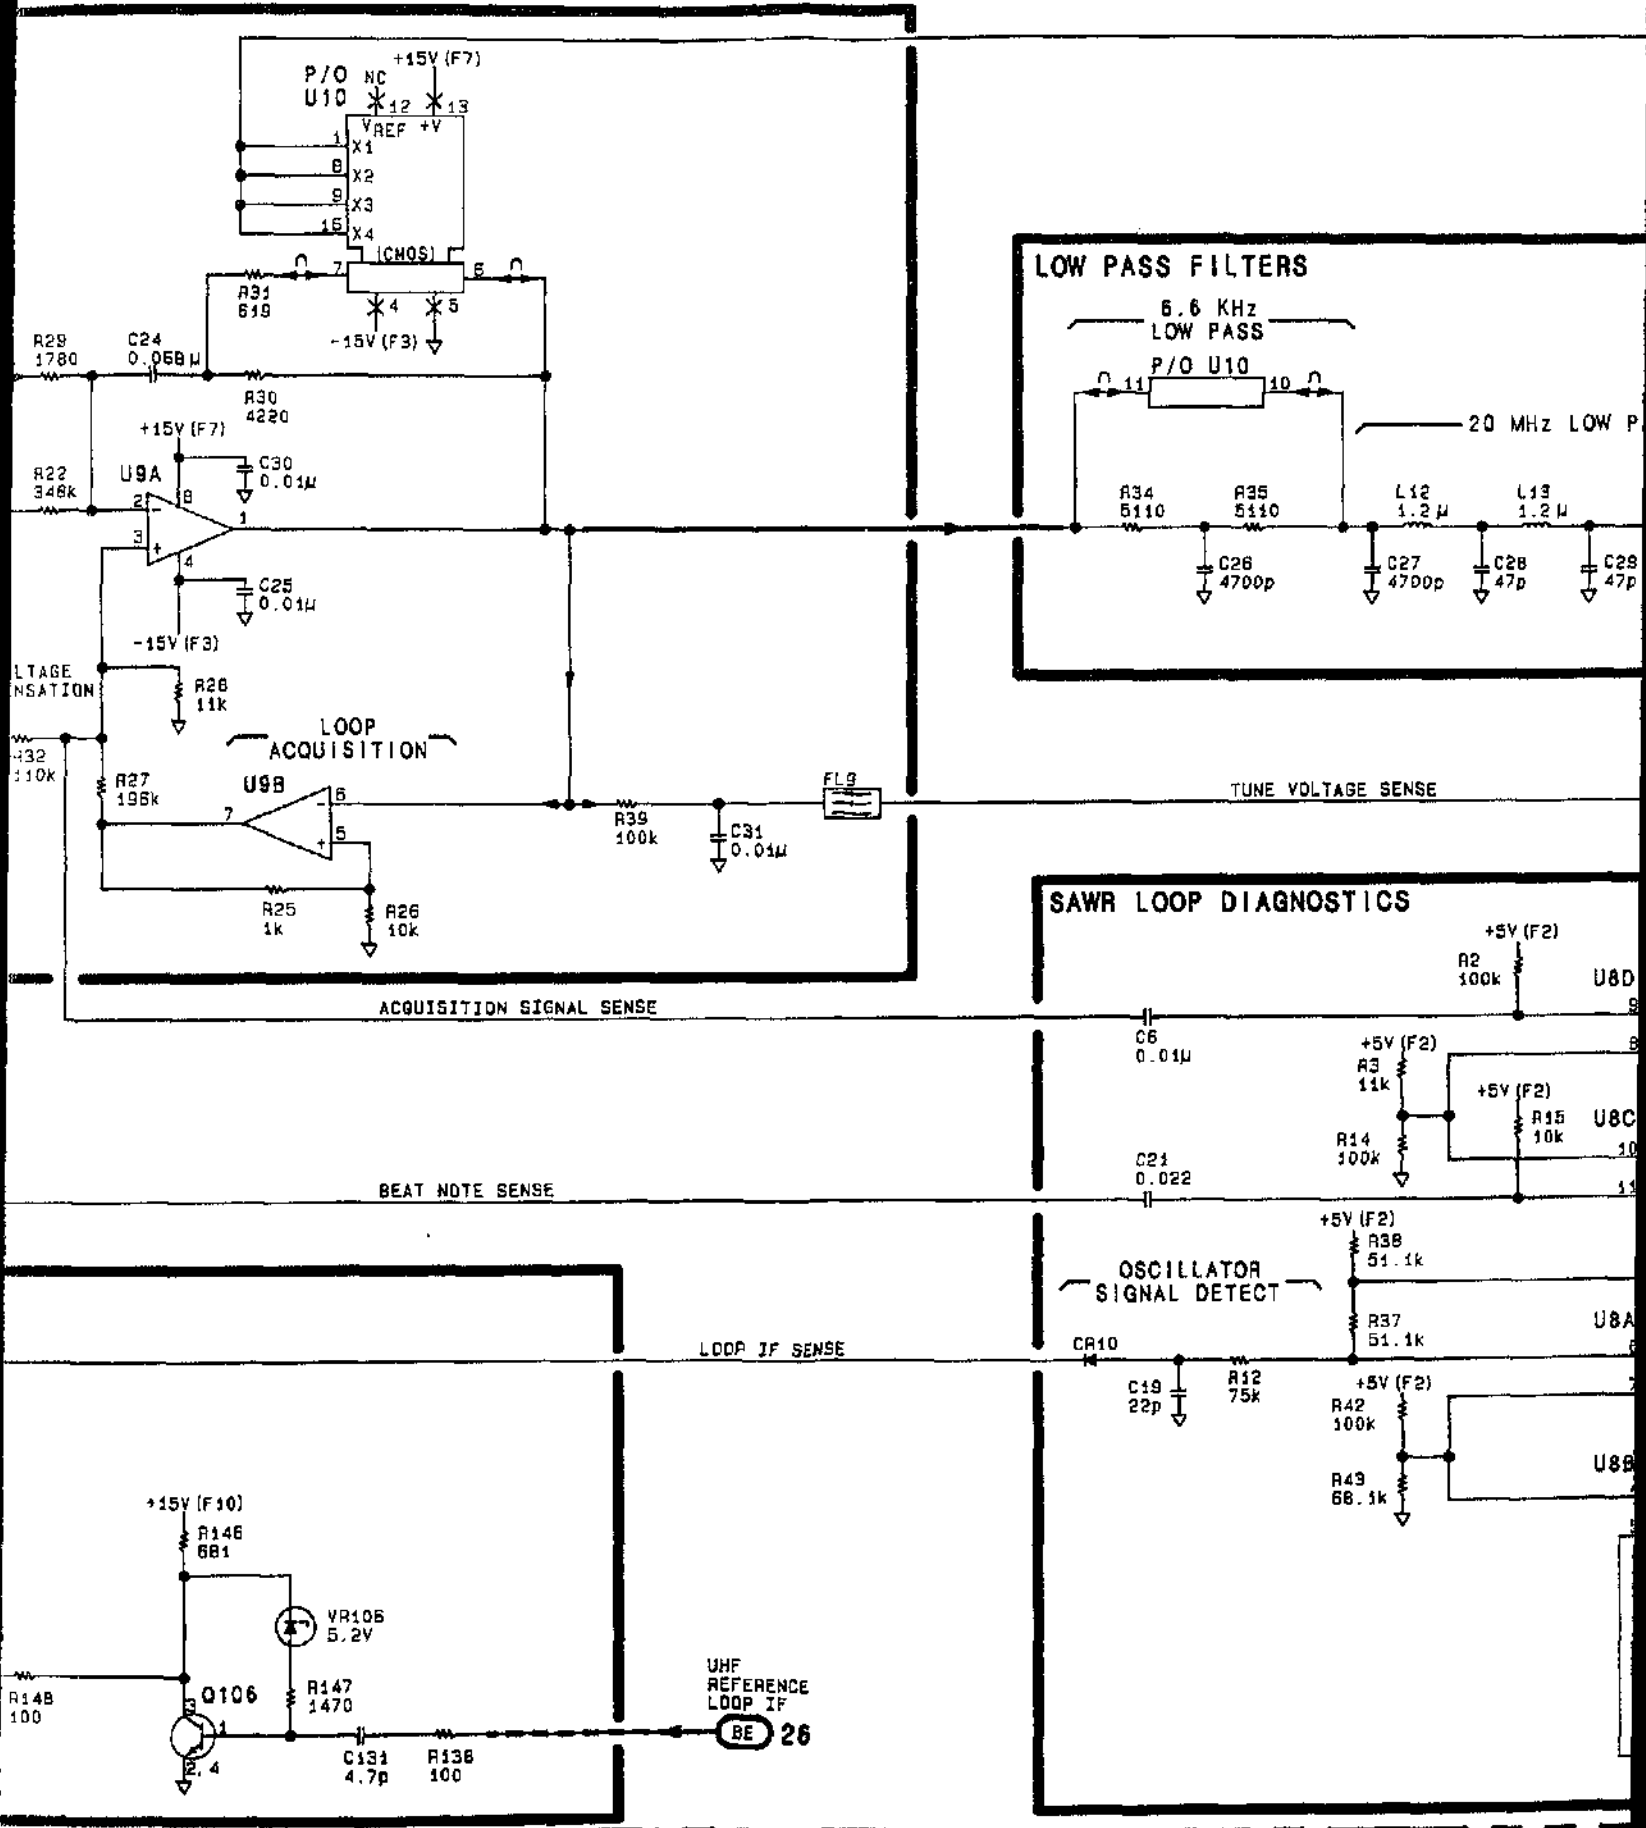 +15V (F7)
P/O
U10
NC
12
13
VREF
+V
1
X1
8
X2
9
X3
16
X4
(CMOS)
7
6
R31
619
4
5
-15V (F3)
R29
1780
C24
0.068µ
R30
4220
+15V (F7)
C30
0.01µ
R22
348k
U9A
8
2
1
3
4
C25
0.01µ
-15V (F3)
LTAGE
NSATION
R28
11k
LOOP
ACQUISITION
R27
196k
U9B
6
7
5
R39
100k
C31
0.01µ
FL9
TUNE VOLTAGE SENSE
R25
1k
R26
10k
LOW PASS FILTERS
6.6 KHz
LOW PASS
P/O U10
11
10
20 MHz LOW P
R34
5110
R35
5110
L12
1.2µ
L13
1.2µ
C26
4700p
C27
4700p
C28
47p
C29
47p
ACQUISITION SIGNAL SENSE
SAWR LOOP DIAGNOSTICS
+5V (F2)
R2
100k
U8D
9
C6
0.01µ
+5V (F2)
R3
11k
8
+5V (F2)
R15
10k
U8C
R14
100k
10
C21
0.022
11
BEAT NOTE SENSE
+5V (F2)
R38
51.1k
OSCILLATOR
SIGNAL DETECT
R37
51.1k
U8A
LOOP IF SENSE
CR10
C19
22p
R12
75k
+5V (F2)
R42
100k
R43
68.1k
U8B
+15V (F10)
R146
681
VR106
5.2V
R148
100
Q106
3
1
2, 4
R147
1470
C131
4.7p
R136
100
UHF
REFERENCE
LOOP IF
BE
26